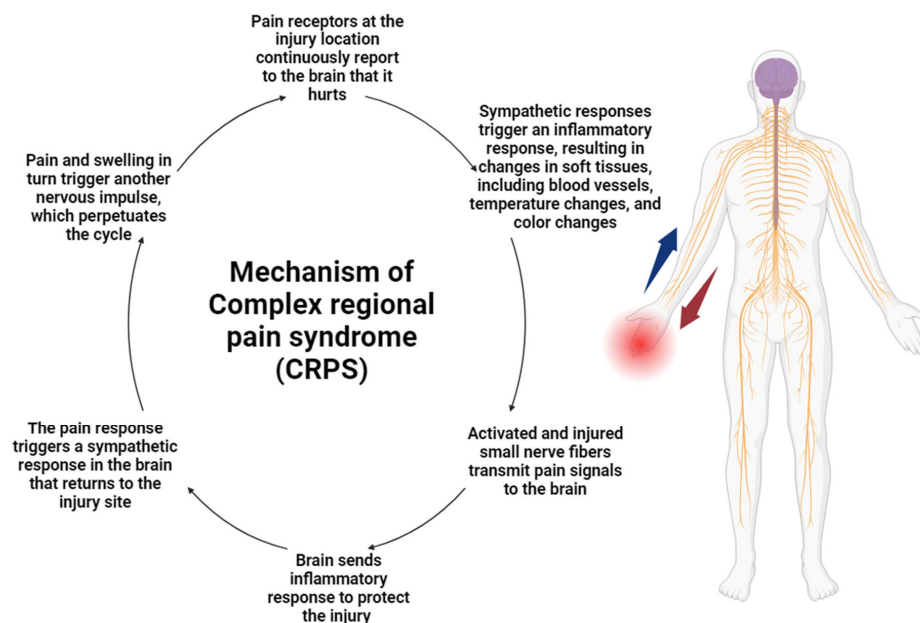 Pain receptors at the
injury location
continuously report
to the brain that it
hurts
Sympathetic responses
trigger an inflammatory
response, resulting in
changes in soft tissues,
including blood vessels,
temperature changes, and
color changes
Activated and injured
small nerve fibers
transmit pain signals
to the brain
Brain sends
inflammatory
response to protect
the injury
The pain response
triggers a sympathetic
response in the brain
that returns to the
injury site
Pain and swelling in
turn trigger another
nervous impulse,
which perpetuates
the cycle
Mechanism of
Complex regional
pain syndrome
(CRPS)